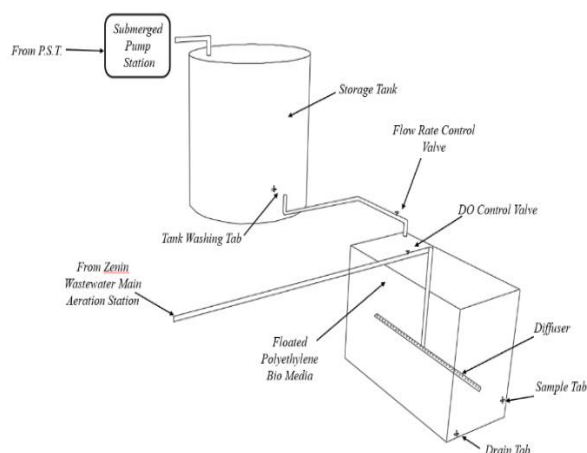 Submerged
Pump
Station
From P.S.T.
Storage Tank
Flow Rate Control
Valve
DO Control Valve
Tank Washing Tab
From Zenin
Wastewater Main
Aeration Station
Floated
Polyethylene
Bio Media
Diffuser
Sample Tab
Drain Tab